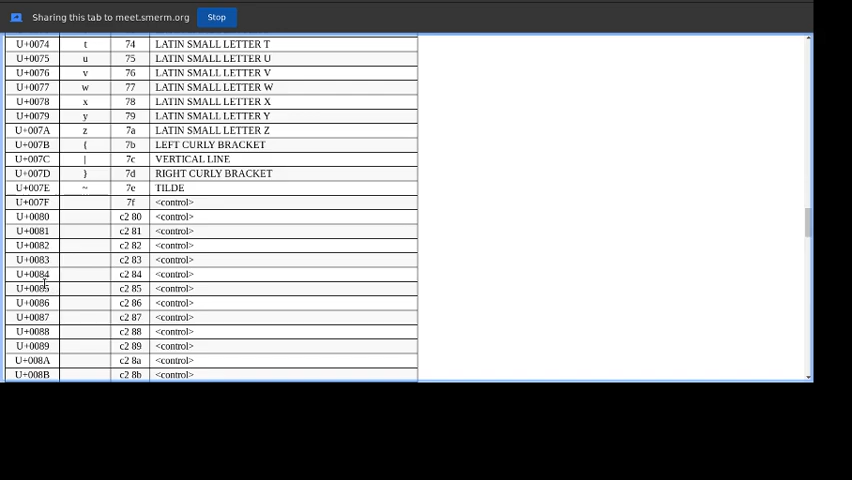 Sharing this tab to meet.smerm.org Stop
U+0074 t 74 LATIN SMALL LETTER T
U+0075 u 75 LATIN SMALL LETTER U
U+0076 v 76 LATIN SMALL LETTER V
U+0077 w 77 LATIN SMALL LETTER W
U+0078 x 78 LATIN SMALL LETTER X
U+0079 y 79 LATIN SMALL LETTER Y
U+007A z 7a LATIN SMALL LETTER Z
U+007B { 7b LEFT CURLY BRACKET
U+007C | 7c VERTICAL LINE
U+007D } 7d RIGHT CURLY BRACKET
U+007E ~ 7e TILDE
U+007F 7f <control>
U+0080 c2 80 <control>
U+0081 c2 81 <control>
U+0082 c2 82 <control>
U+0083 c2 83 <control>
U+0084 c2 84 <control>
U+0085 c2 85 <control>
U+0086 c2 86 <control>
U+0087 c2 87 <control>
U+0088 c2 88 <control>
U+0089 c2 89 <control>
U+008A c2 8a <control>
U+008B c2 8b <control>